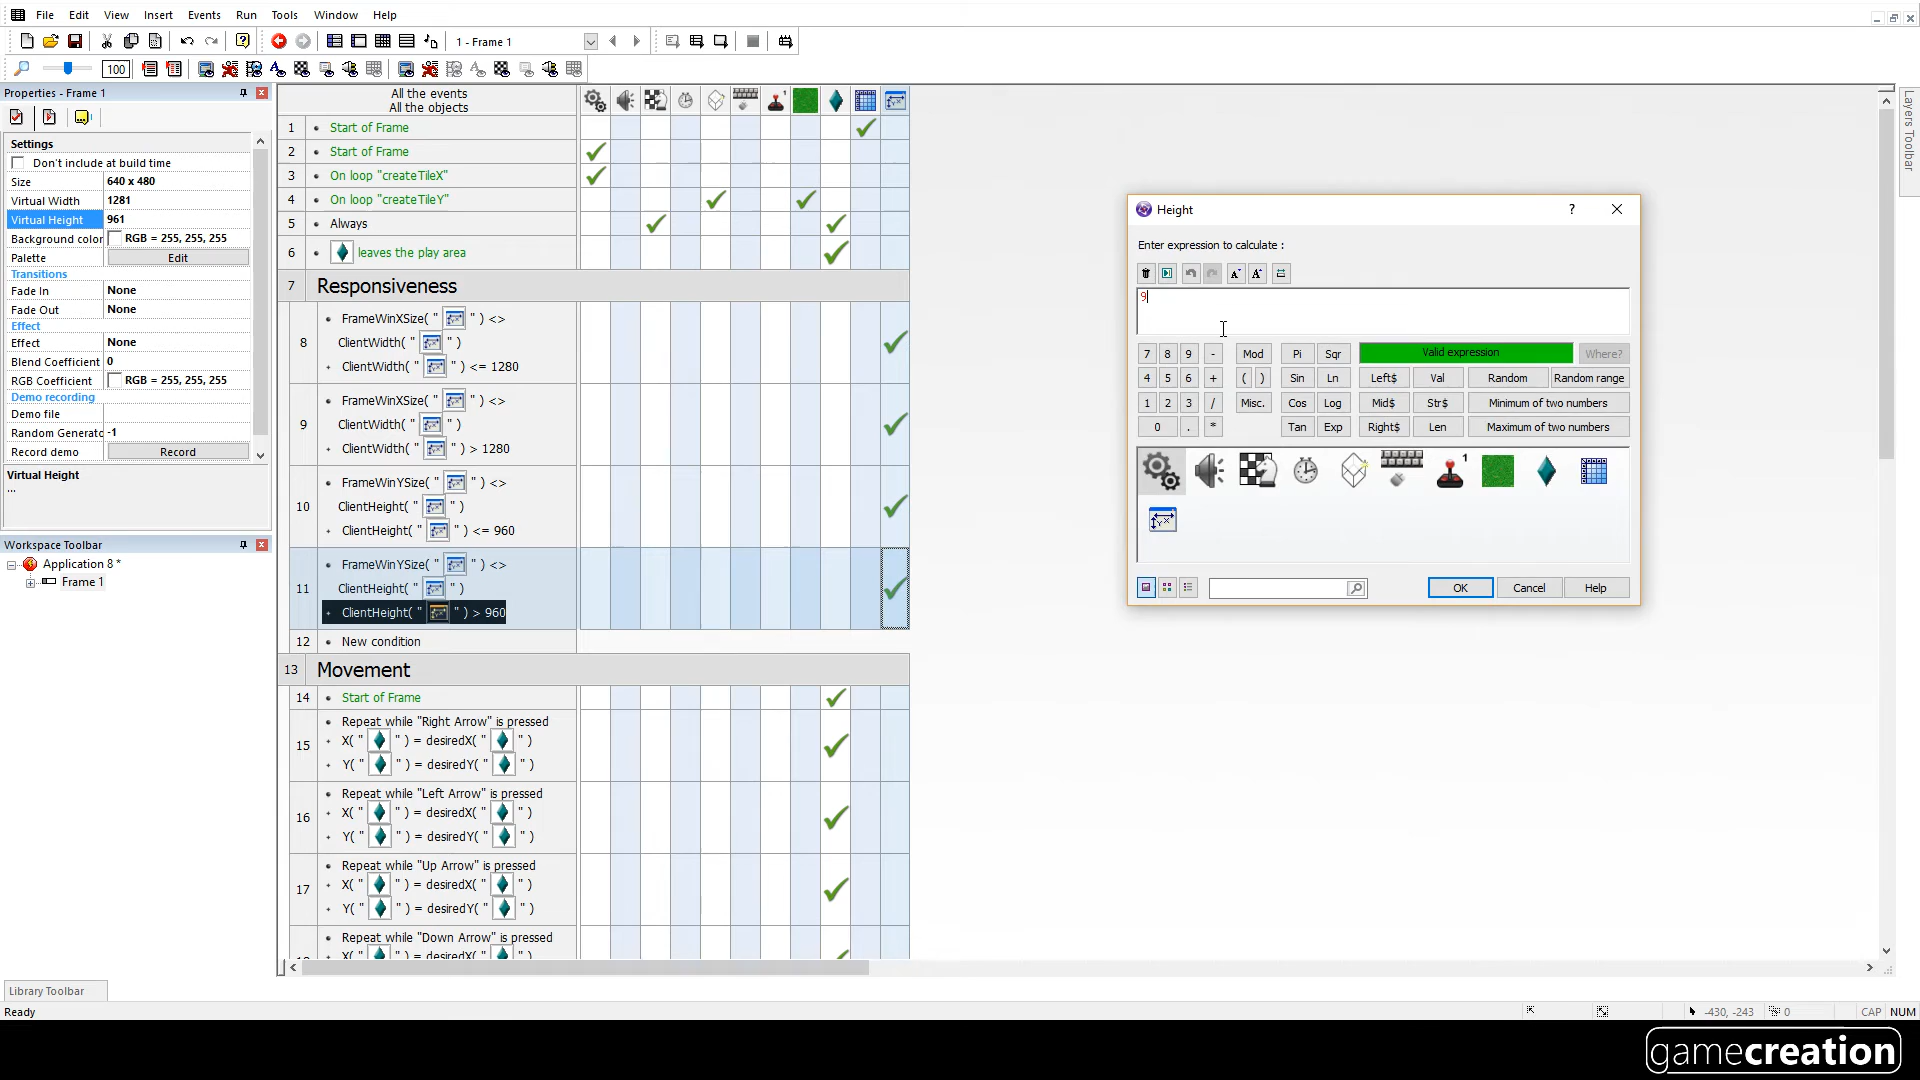 File Edit View Insert Events Run Tools Window Help
1 - Frame 1
100
Properties - Frame 1
Settings
Don't include at build time
Size 640 x 480
Virtual Width 1281
Virtual Height 961
Background color RGB = 255, 255, 255
Palette Edit
Transitions
Fade In None
Fade Out None
Effect
Effect None
Blend Coefficient 0
RGB Coefficient RGB = 255, 255, 255
Demo recording
Demo file
Random Generato -1
Record demo Record
Virtual Height
...
Workspace Toolbar
Application 8 *
Frame 1
Library Toolbar
Ready
All the events
All the objects
1 • Start of Frame
2 • Start of Frame
3 • On loop "createTileX"
4 • On loop "createTileY"
5 • Always
6 • leaves the play area
7 Responsiveness
• FrameWinXSize( " " ) <>
8 ClientWidth( " " )
ClientWidth( " " ) <= 1280
• FrameWinXSize( " " ) <>
9 ClientWidth( " " )
ClientWidth( " " ) > 1280
• FrameWinYSize( " " ) <>
10 ClientHeight( " " )
ClientHeight( " " ) <= 960
• FrameWinYSize( " " ) <>
11 ClientHeight( " " )
ClientHeight( " " ) > 960
12 • New condition
13 Movement
14 • Start of Frame
• Repeat while "Right Arrow" is pressed
15 X( " " ) = desiredX( " " )
Y( " " ) = desiredY( " " )
• Repeat while "Left Arrow" is pressed
16 X( " " ) = desiredX( " " )
Y( " " ) = desiredY( " " )
• Repeat while "Up Arrow" is pressed
17 X( " " ) = desiredX( " " )
Y( " " ) = desiredY( " " )
• Repeat while "Down Arrow" is pressed
X( " " ) = desiredX( " " )
Height
Enter expression to calculate :
9
7 8 9 - Mod Pi Sqr Valid expression Where?
4 5 6 + ( ) Sin Ln Left$ Val Random Random range
1 2 3 / Misc. Cos Log Mid$ Str$ Minimum of two numbers
0 . * Tan Exp Right$ Len Maximum of two numbers
1
OK Cancel Help
Layers Toolbar
-430, -243 0 CAP NUM
gamecreation